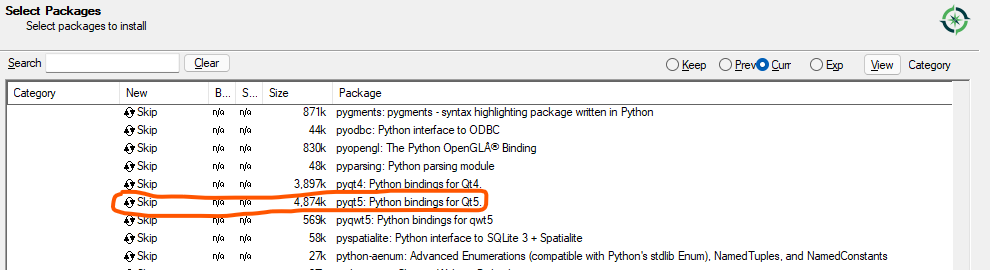 Select Packages
Select packages to install
Search Clear Keep Prev Curr Exp View Category
Category New B... S... Size Package
Skip n/a n/a 871k pygments: pygments - syntax highlighting package written in Python
Skip n/a n/a 44k pyodbc: Python interface to ODBC
Skip n/a n/a 830k pyopengl: The Python OpenGLÂ® Binding
Skip n/a n/a 48k pyparsing: Python parsing module
Skip n/a n/a 3,897k pyqt4: Python bindings for Qt4.
Skip n/a n/a 4,874k pyqt5: Python bindings for Qt5.
Skip n/a n/a 569k pyqwt5: Python bindings for qwt5
Skip n/a n/a 58k pyspatialite: Python interface to SQLite 3 + Spatialite
Skip n/a n/a 27k python-aenum: Advanced Enumerations (compatible with Python's stdlib Enum), NamedTuples, and NamedConstants